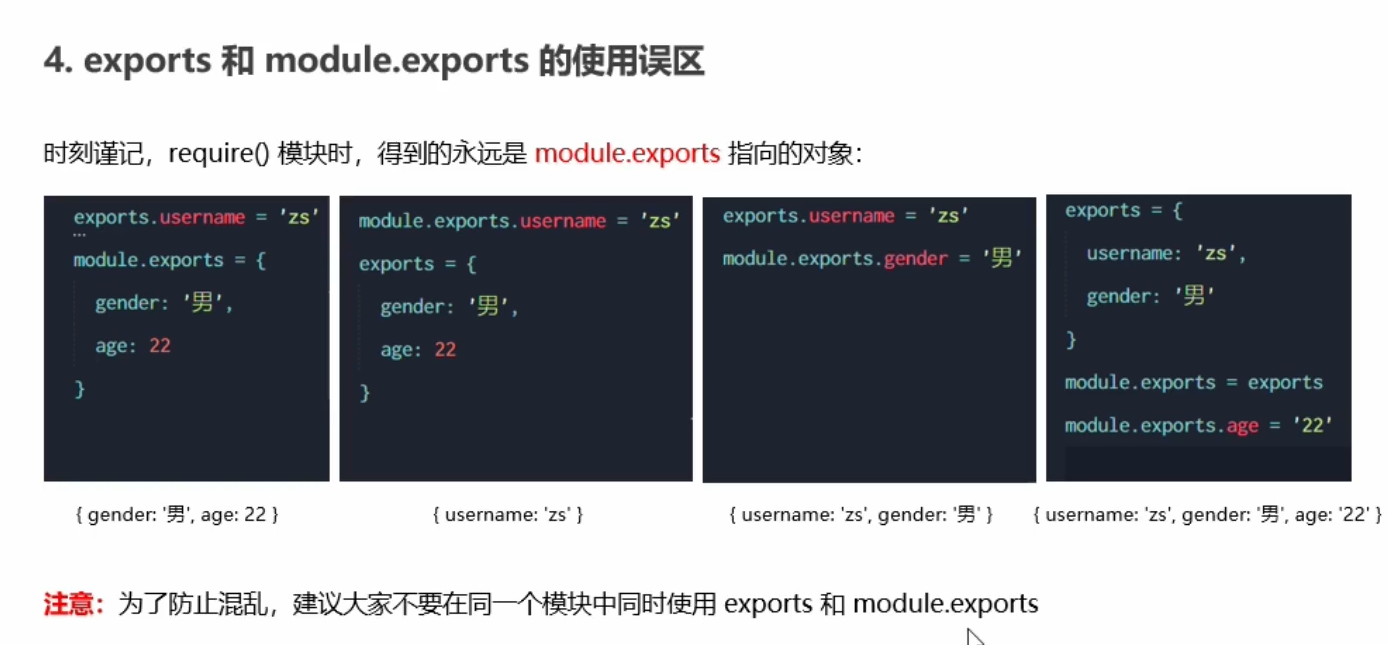 4. exports 和 module.exports 的使用误区
时刻谨记，require() 模块时，得到的永远是 module.exports 指向的对象：
exports.username = 'zs'
module.exports = {
gender: '男',
age: 22
}
module.exports.username = 'zs'
exports = {
gender: '男',
age: 22
}
exports.username = 'zs'
module.exports.gender = '男'
exports = {
username: 'zs',
gender: '男'
}
module.exports = exports
module.exports.age = '22'
{ gender: '男', age: 22 }
{ username: 'zs' }
{ username: 'zs', gender: '男' }
{ username: 'zs', gender: '男', age: '22' }
注意：为了防止混乱，建议大家不要在同一个模块中同时使用 exports 和 module.exports